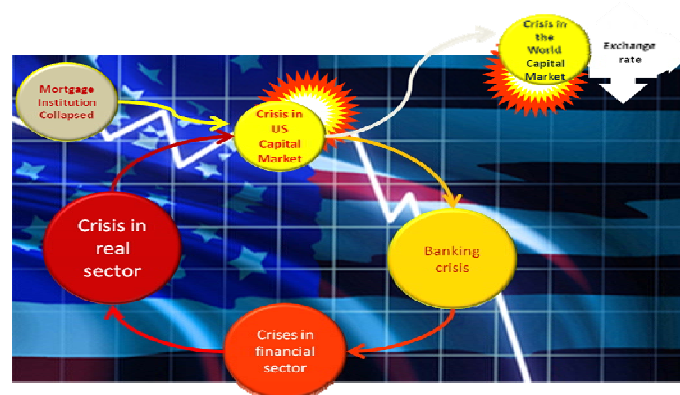 Mortgage
Institution
Collapsed
Crisis in
US
Capital
Market
Crisis in
the
World
Capital
Market
Exchange
rate
Crisis in
real
sector
Banking
crisis
Crises in
financial
sector